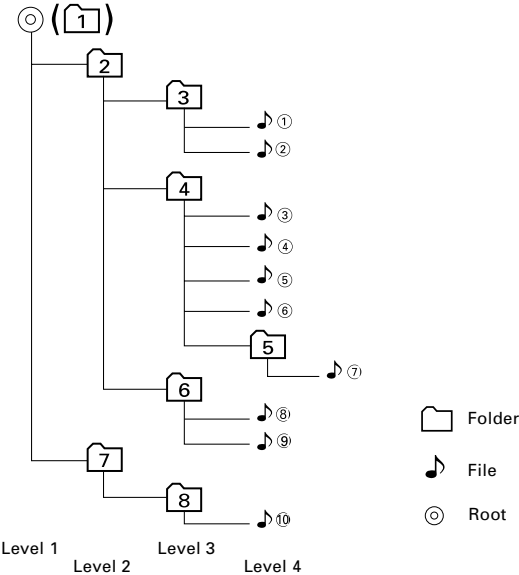 (1)
2
3
①
②
4
③
④
⑤
⑥
5
⑦
6
⑧
⑨
7
8
⑩
Folder
File
Root
Level 1
Level 2
Level 3
Level 4